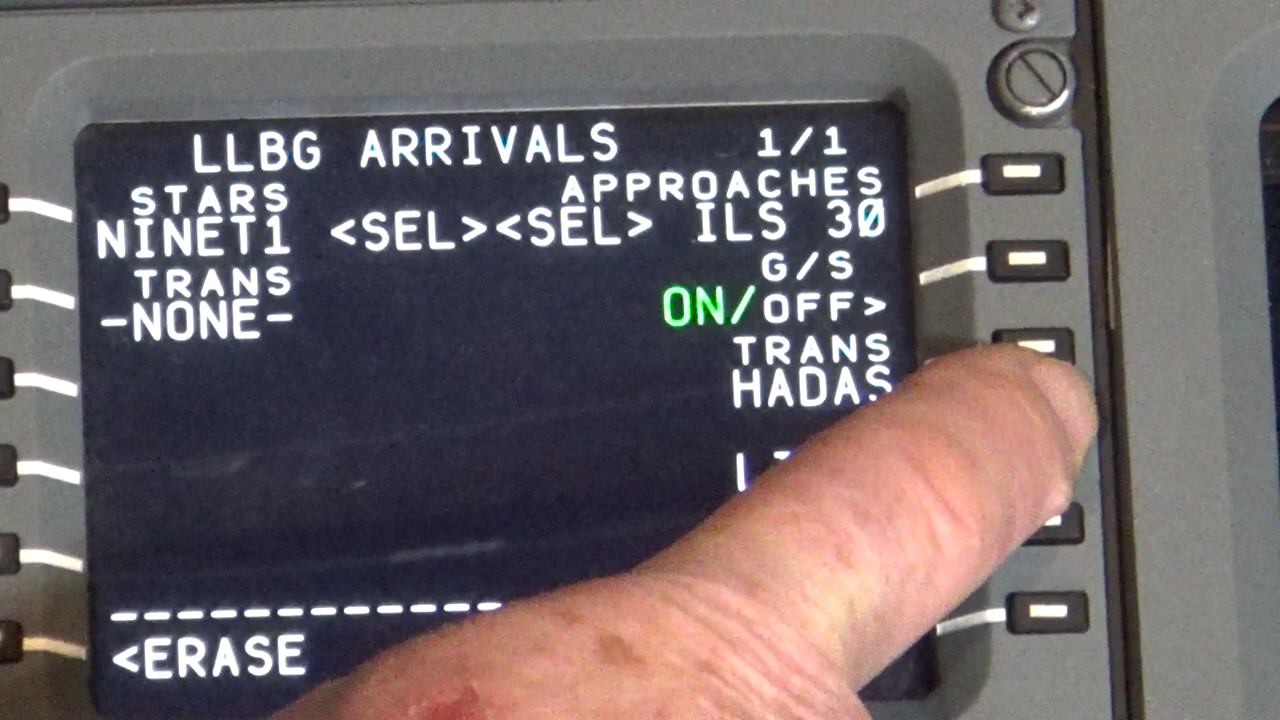 LLBG ARRIVALS 1/1
STARS APPROACHES
NINET1 <SEL><SEL> ILS 30
TRANS G/S
-NONE- ON/OFF>
TRANS
HADAS
------------
<ERASE